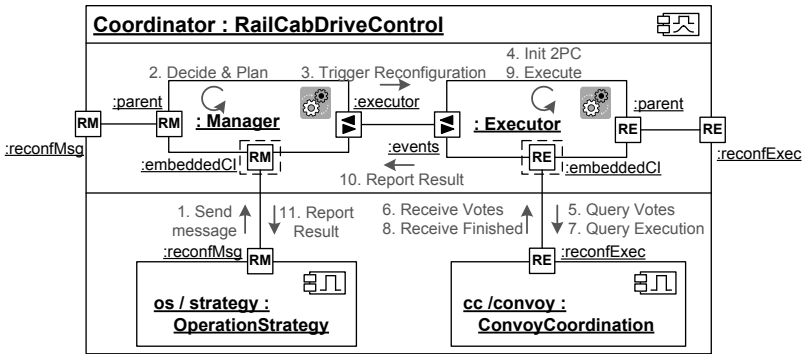 Coordinator : RailCabDriveControl
4. Init 2PC
2. Decide & Plan
3. Trigger Reconfiguration
9. Execute
:parent
:executor
:parent
RM
RM
: Manager
: Executor
RE
RE
:reconfMsg
:embeddedCI
RM
:events
RE
:embeddedCI
:reconfExec
10. Report Result
1. Send
message
11. Report
Result
6. Receive Votes
8. Receive Finished
5. Query Votes
7. Query Execution
:reconfMsg
RM
RE
:reconfExec
os / strategy :
OperationStrategy
cc /convoy :
ConvoyCoordination